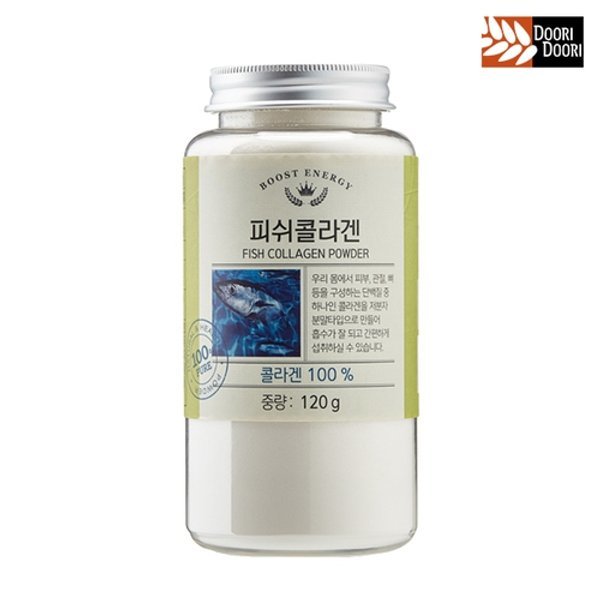 DOORI
DOORI
BOOST ENERGY
피쉬콜라겐
FISH COLLAGEN POWDER
우리 몸에서 피부, 관절, 뼈
등을 구성하는 단백질 중
하나인 콜라겐을 저분자
분말타입으로 만들어
흡수가 잘 되고 간편하게
섭취하실 수 있습니다.
100%
PURE
콜라겐 100 %
중량 : 120 g